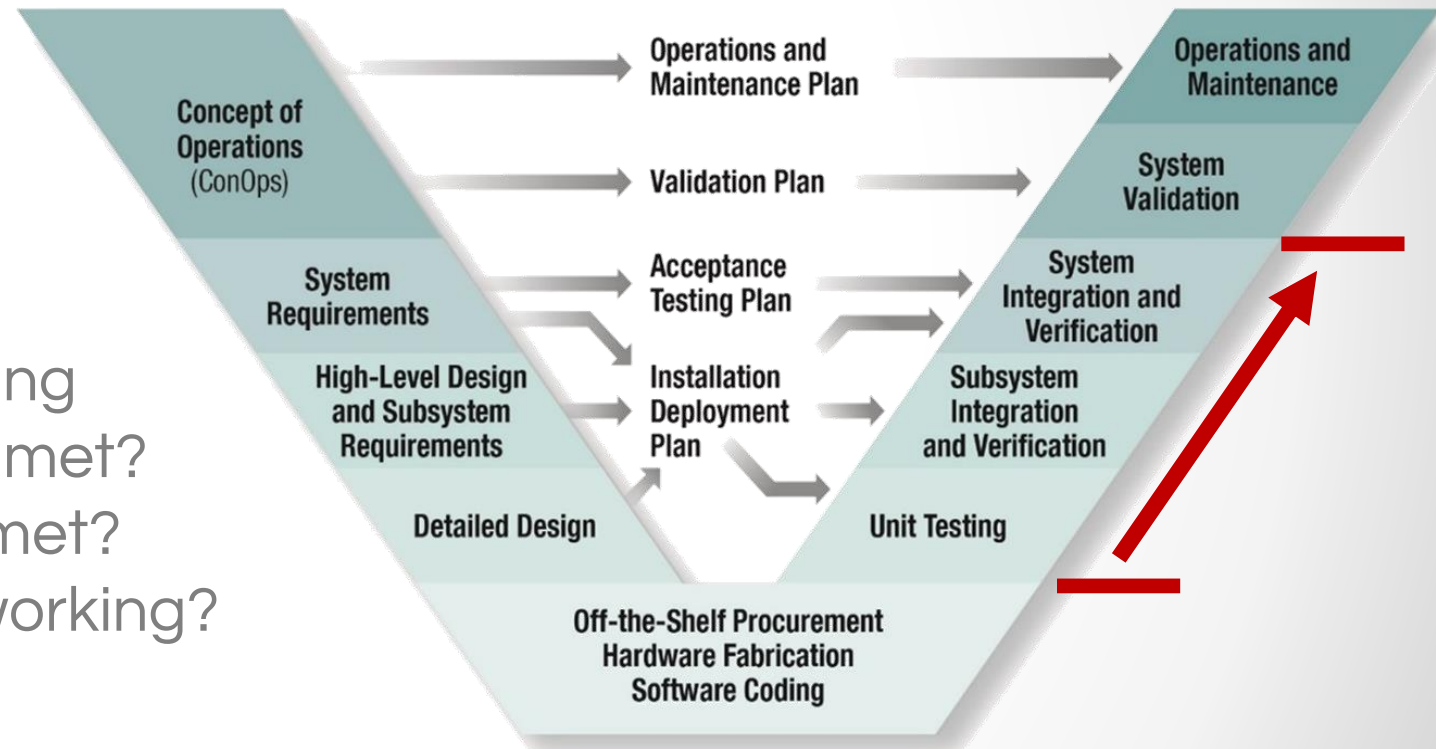 Concept of
Operations
(ConOps)
System
Requirements
High-Level Design
and Subsystem
Requirements
Detailed Design
Operations and
Maintenance Plan
Validation Plan
Acceptance
Testing Plan
Installation
Deployment
Plan
Operations and
Maintenance
System
Validation
System
Integration and
Verification
Subsystem
Integration
and Verification
Unit Testing
Off-the-Shelf Procurement
Hardware Fabrication
Software Coding
ng
met?
met?
working?